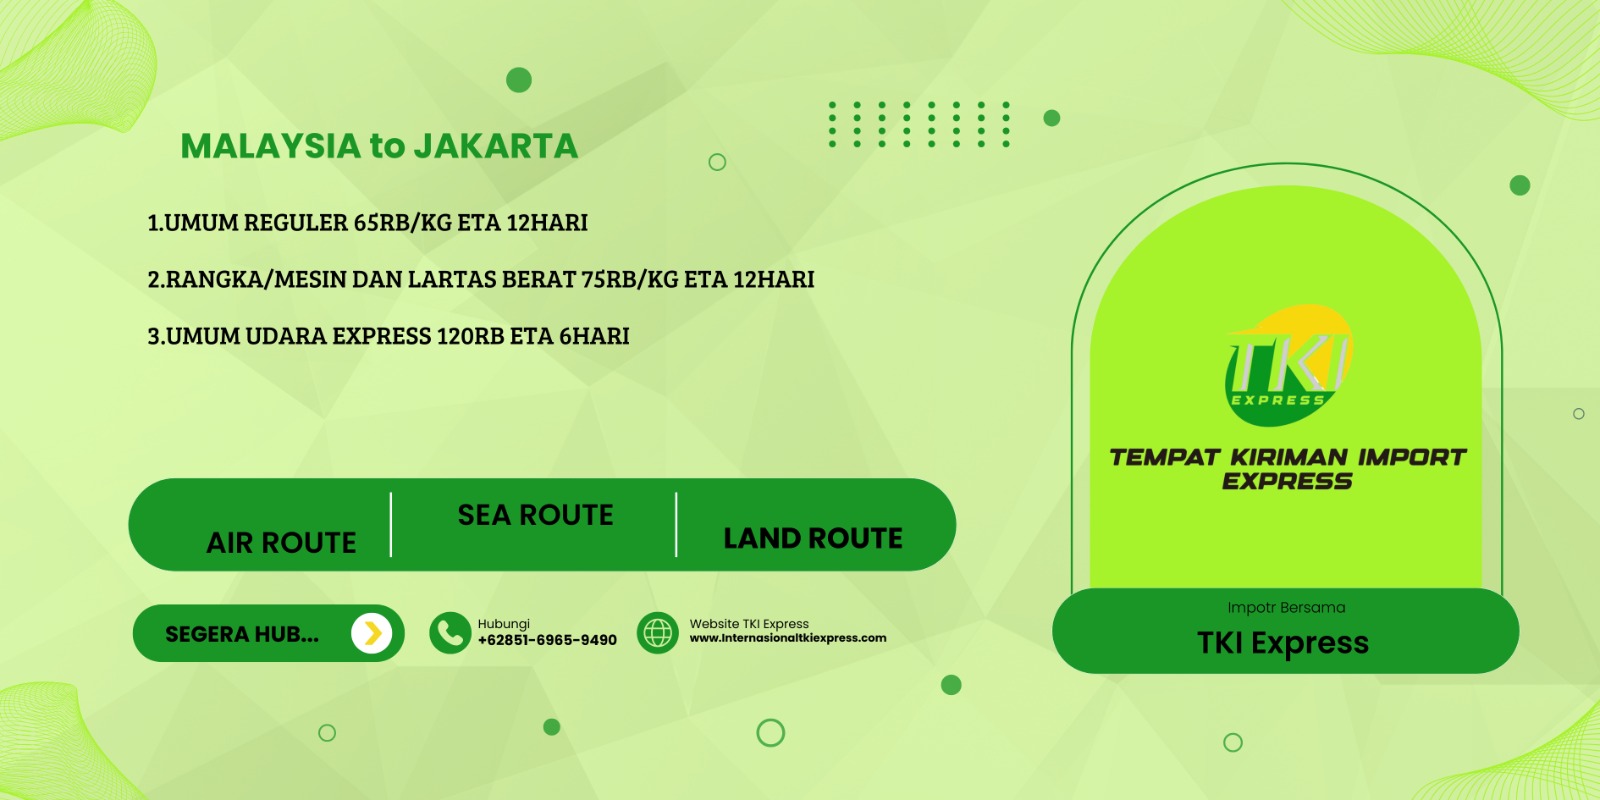 MALAYSIA to JAKARTA
1.UMUM REGULER 65RB/KG ETA 12HARI
2.RANGKA/MESIN DAN LARTAS BERAT 75RB/KG ETA 12HARI
3.UMUM UDARA EXPRESS 120RB ETA 6HARI
AIR ROUTE
SEA ROUTE
LAND ROUTE
SEGERA HUB...
Hubungi
+62851-6965-9490
Website TKI Express
www.Internasionaltkiexpress.com
TKI
EXPRESS
TEMPAT KIRIMAN IMPORT
EXPRESS
Impotr Bersama
TKI Express